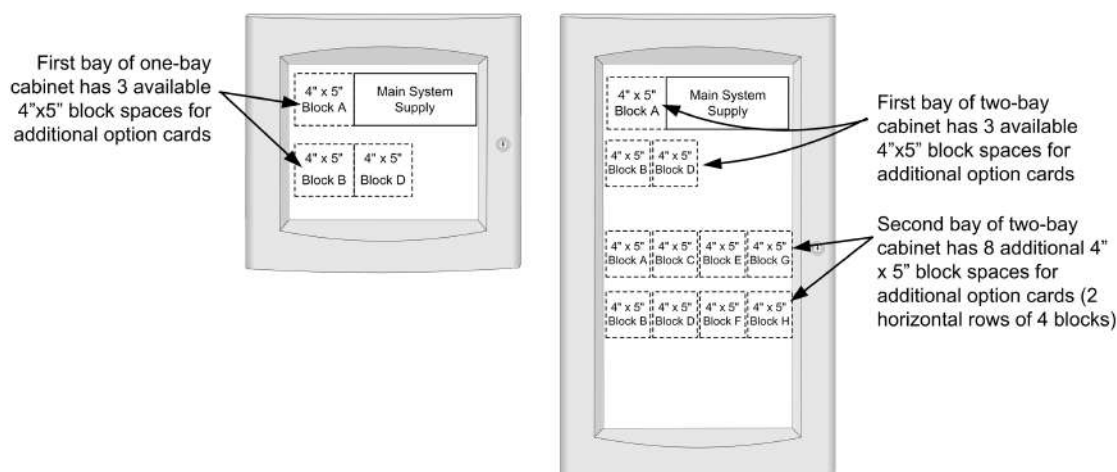 First bay of one-bay
cabinet has 3 available
4"x5" block spaces for
additional option cards
4" x 5"
Block A
Main System
Supply
4" x 5"
Block B
4" x 5"
Block D
4" x 5"
Block A
Main System
Supply
4" x 5"
Block B
4" x 5"
Block D
4" x 5"
Block A
4" x 5"
Block C
4" x 5"
Block E
4" x 5"
Block G
4" x 5"
Block B
4" x 5"
Block D
4" x 5"
Block F
4" x 5"
Block H
First bay of two-bay
cabinet has 3 available
4"x5" block spaces for
additional option cards
Second bay of two-bay
cabinet has 8 additional 4"
x 5" block spaces for
additional option cards (2
horizontal rows of 4 blocks)